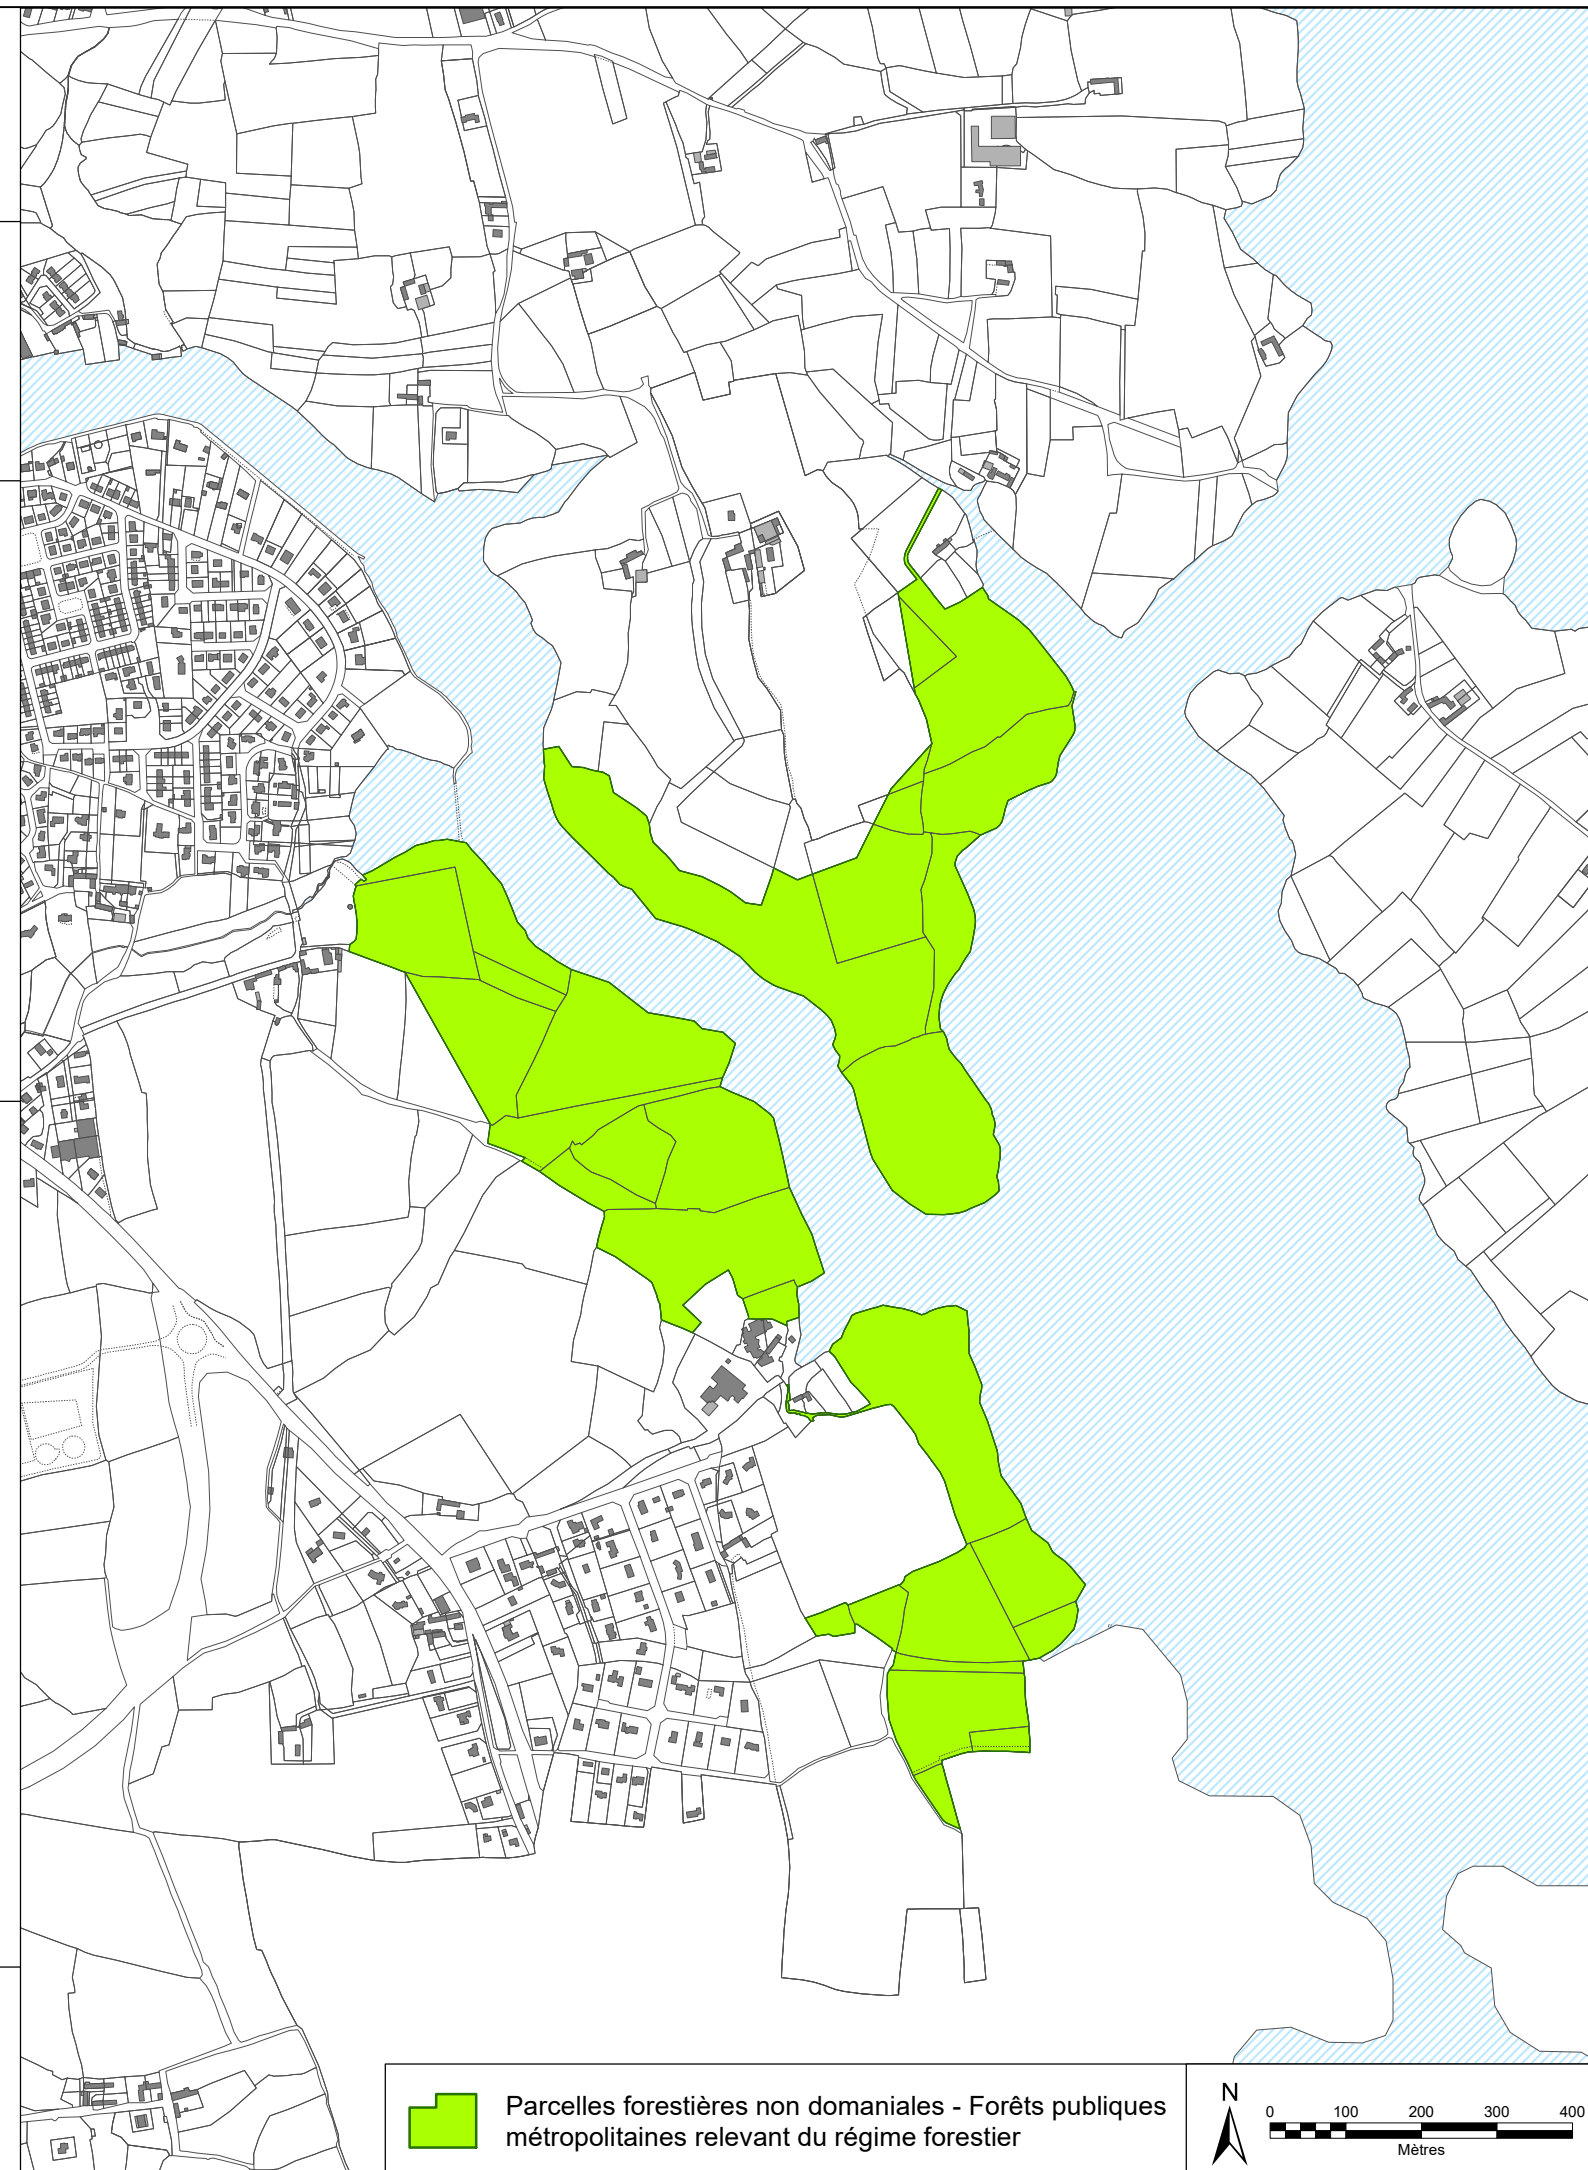 Parcelles forestières non domaniales - Forêts publiques
métropolitaines relevant du régime forestier
N
0 100 200 300 400
Mètres